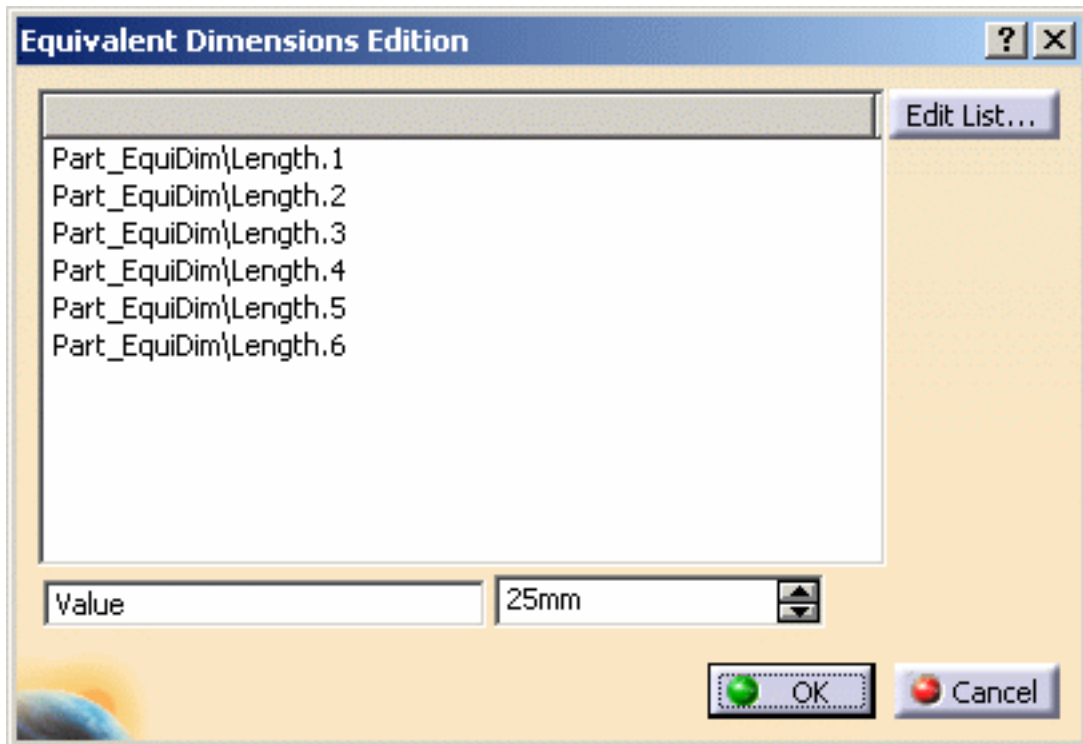 Equivalent Dimensions Edition
Edit List...
Part_EquiDim\Length.1
Part_EquiDim\Length.2
Part_EquiDim\Length.3
Part_EquiDim\Length.4
Part_EquiDim\Length.5
Part_EquiDim\Length.6
Value 25mm
OK Cancel